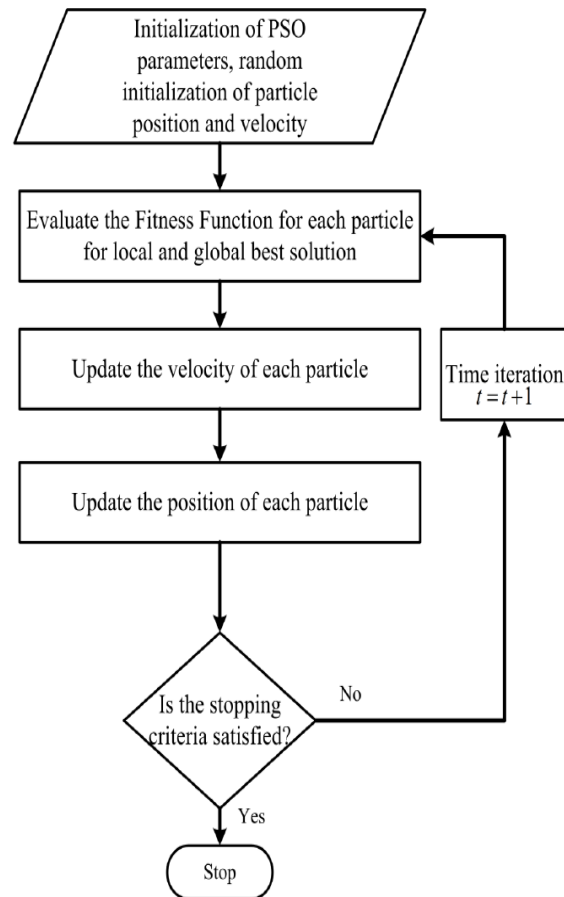 Initialization of PSO
parameters, random
initialization of particle
position and velocity
Evaluate the Fitness Function for each particle
for local and global best solution
Update the velocity of each particle
Time iteration
t = t+1
Update the position of each particle
Is the stopping
criteria satisfied?
No
Yes
Stop